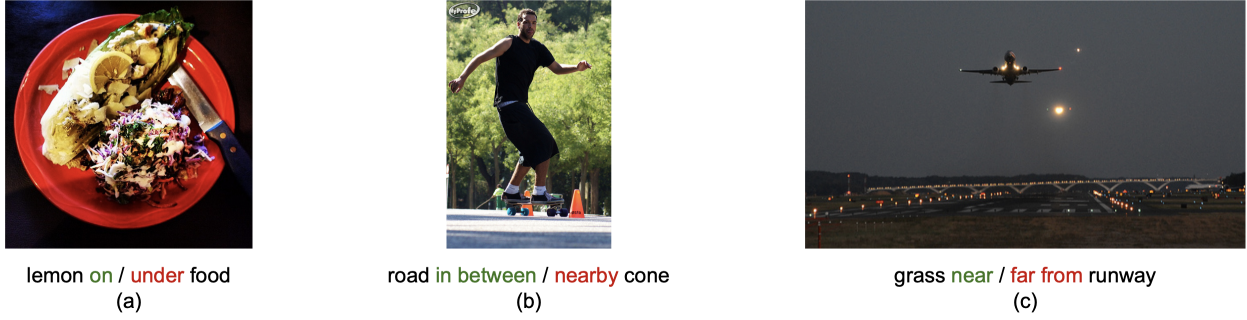 lemon on / under food
(a)
road in between / nearby cone
(b)
grass near / far from runway
(c)